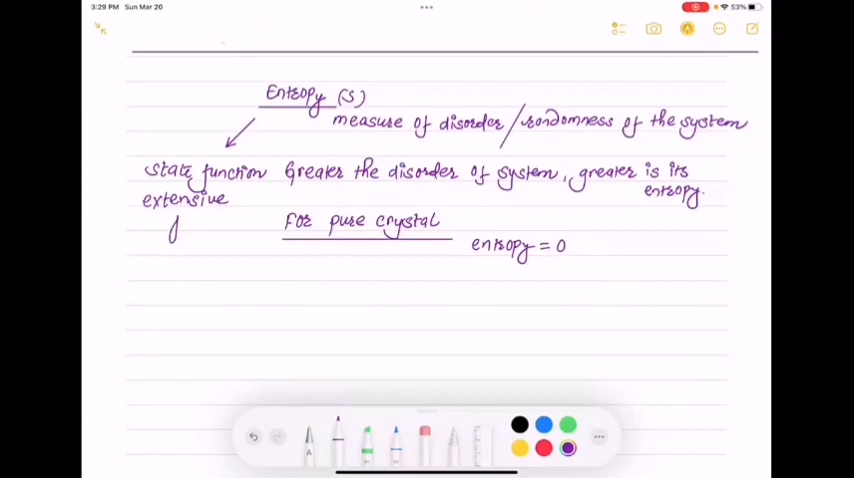 3:29 PM Sun Mar 20
53%
Entropy (S)
measure of disorder/randomness of the system
state function Greater the disorder of system, greater is its
extensive entropy.
For pure crystal
entropy = 0
A